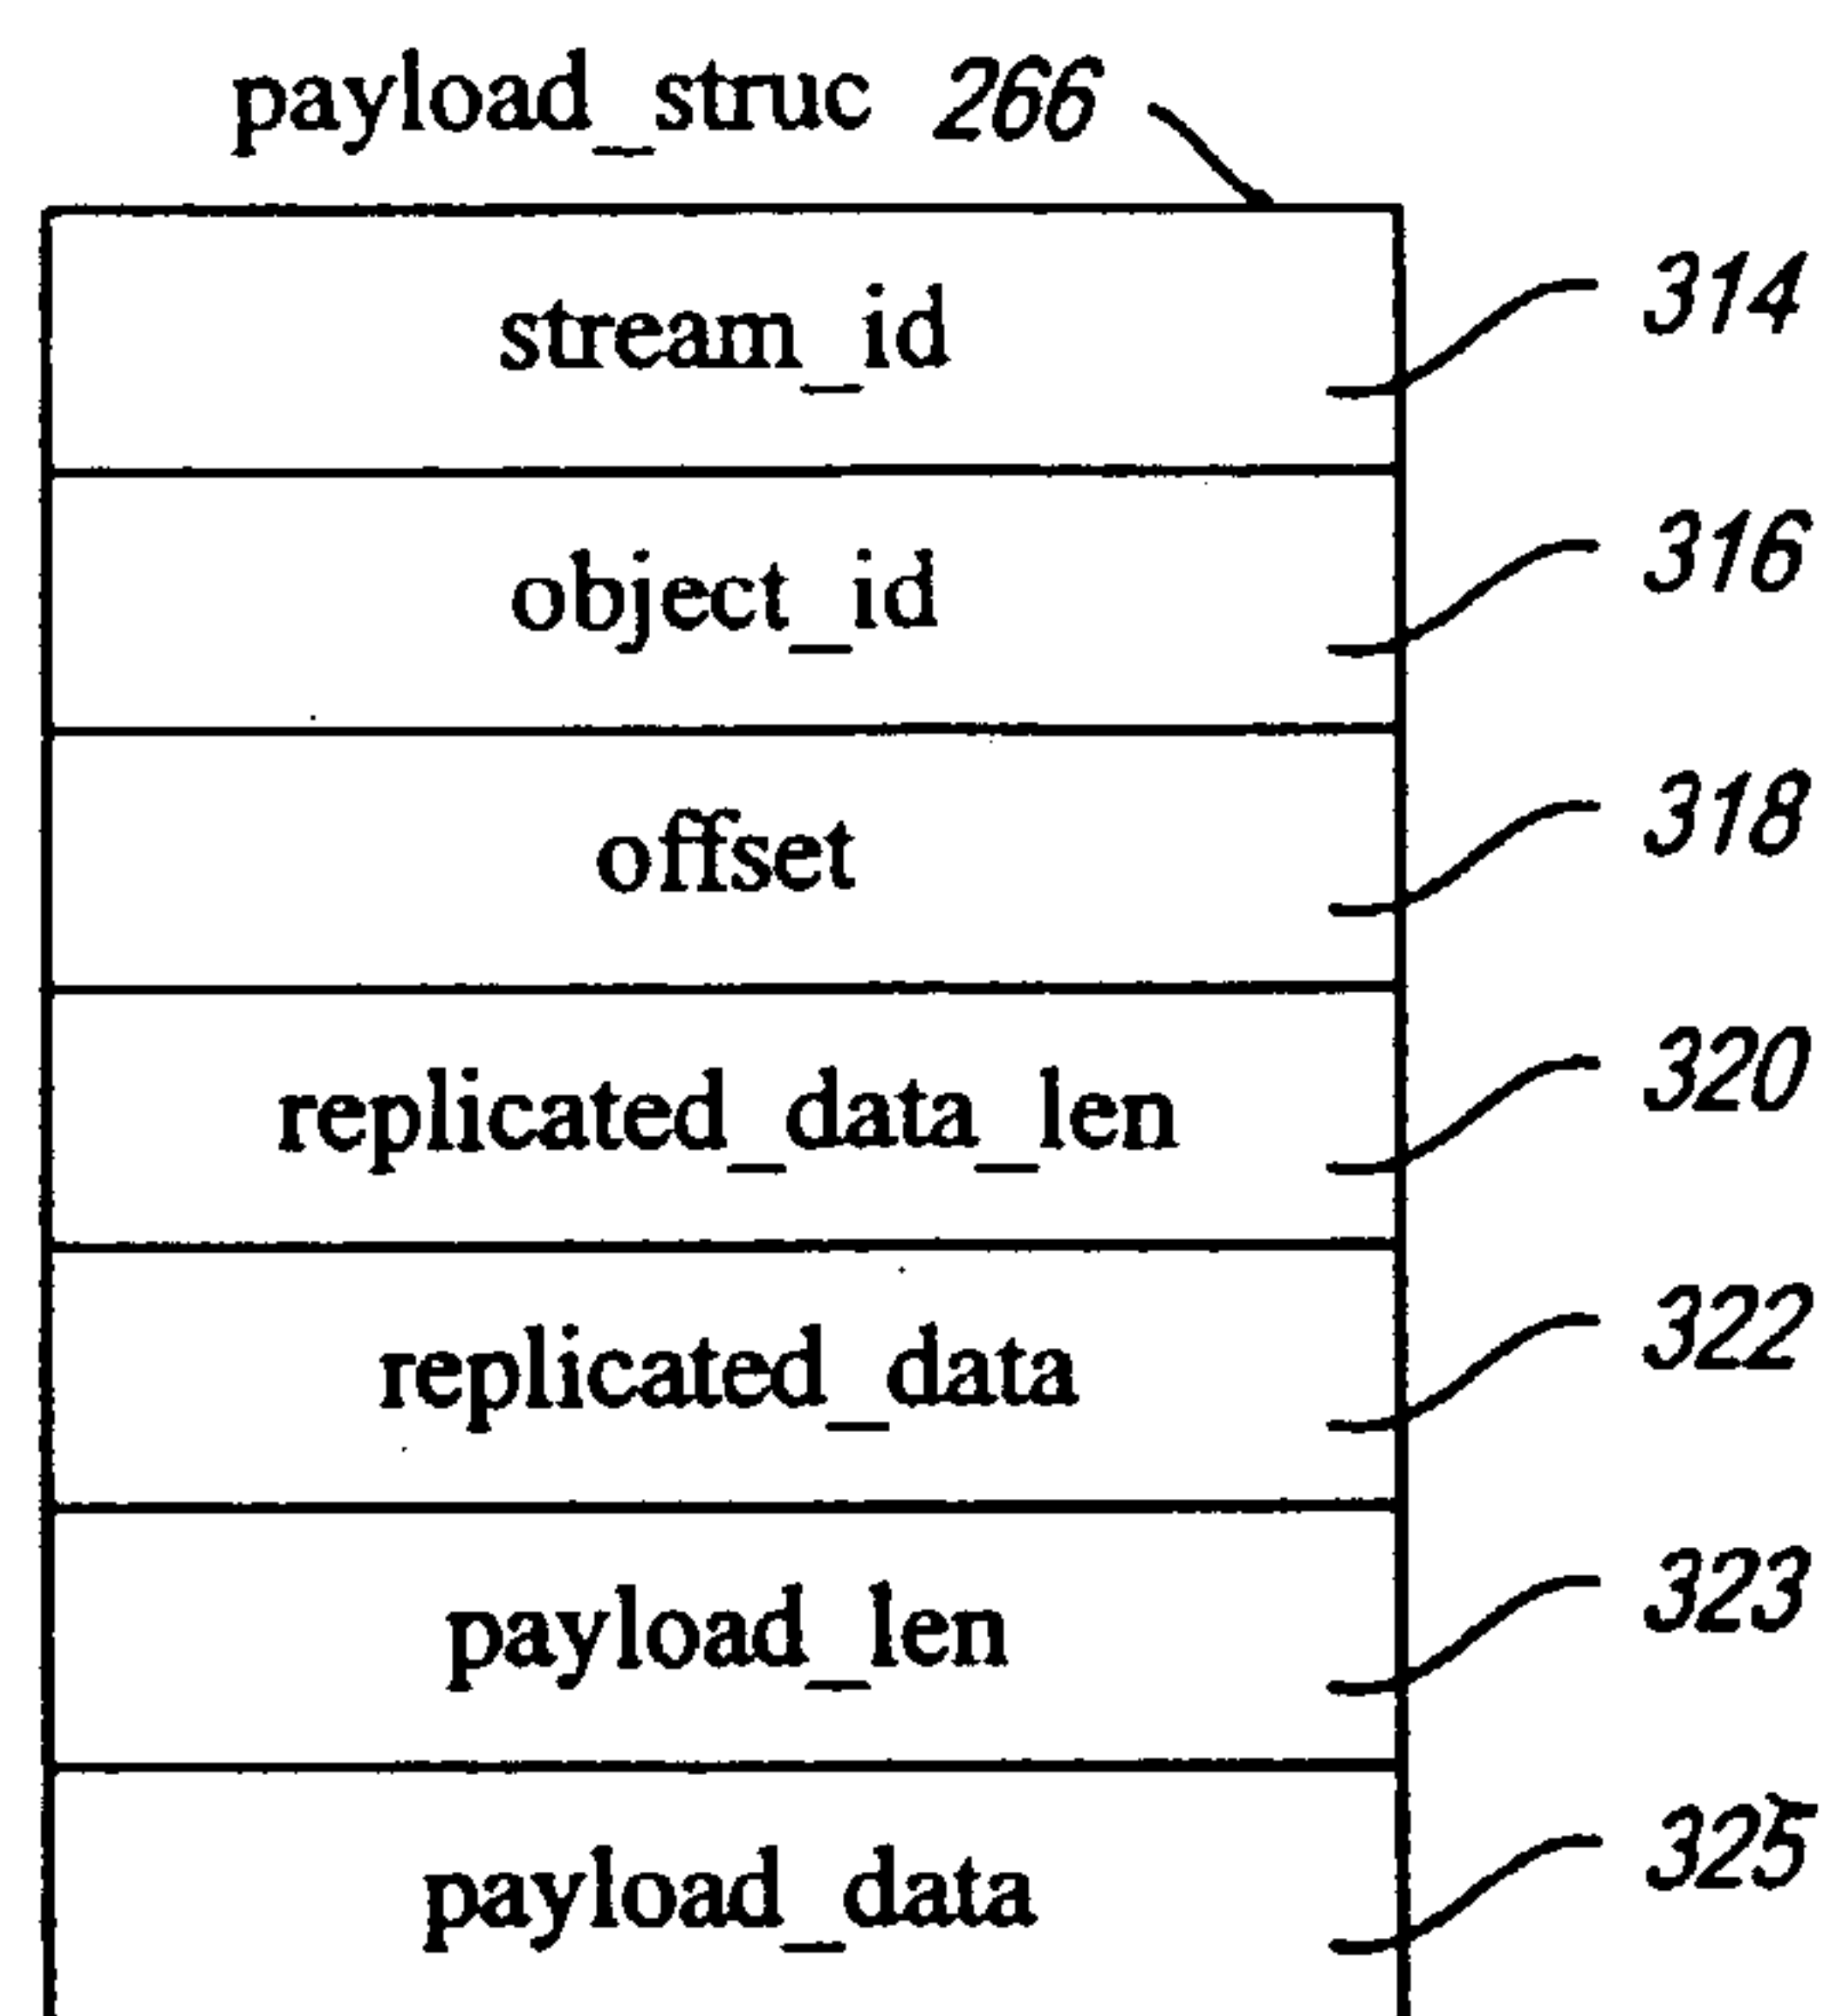 payload_struc 266
stream_id 314
object_id 316
offset 318
replicated_data_len 320
replicated_data 322
payload_len 323
payload_data 325